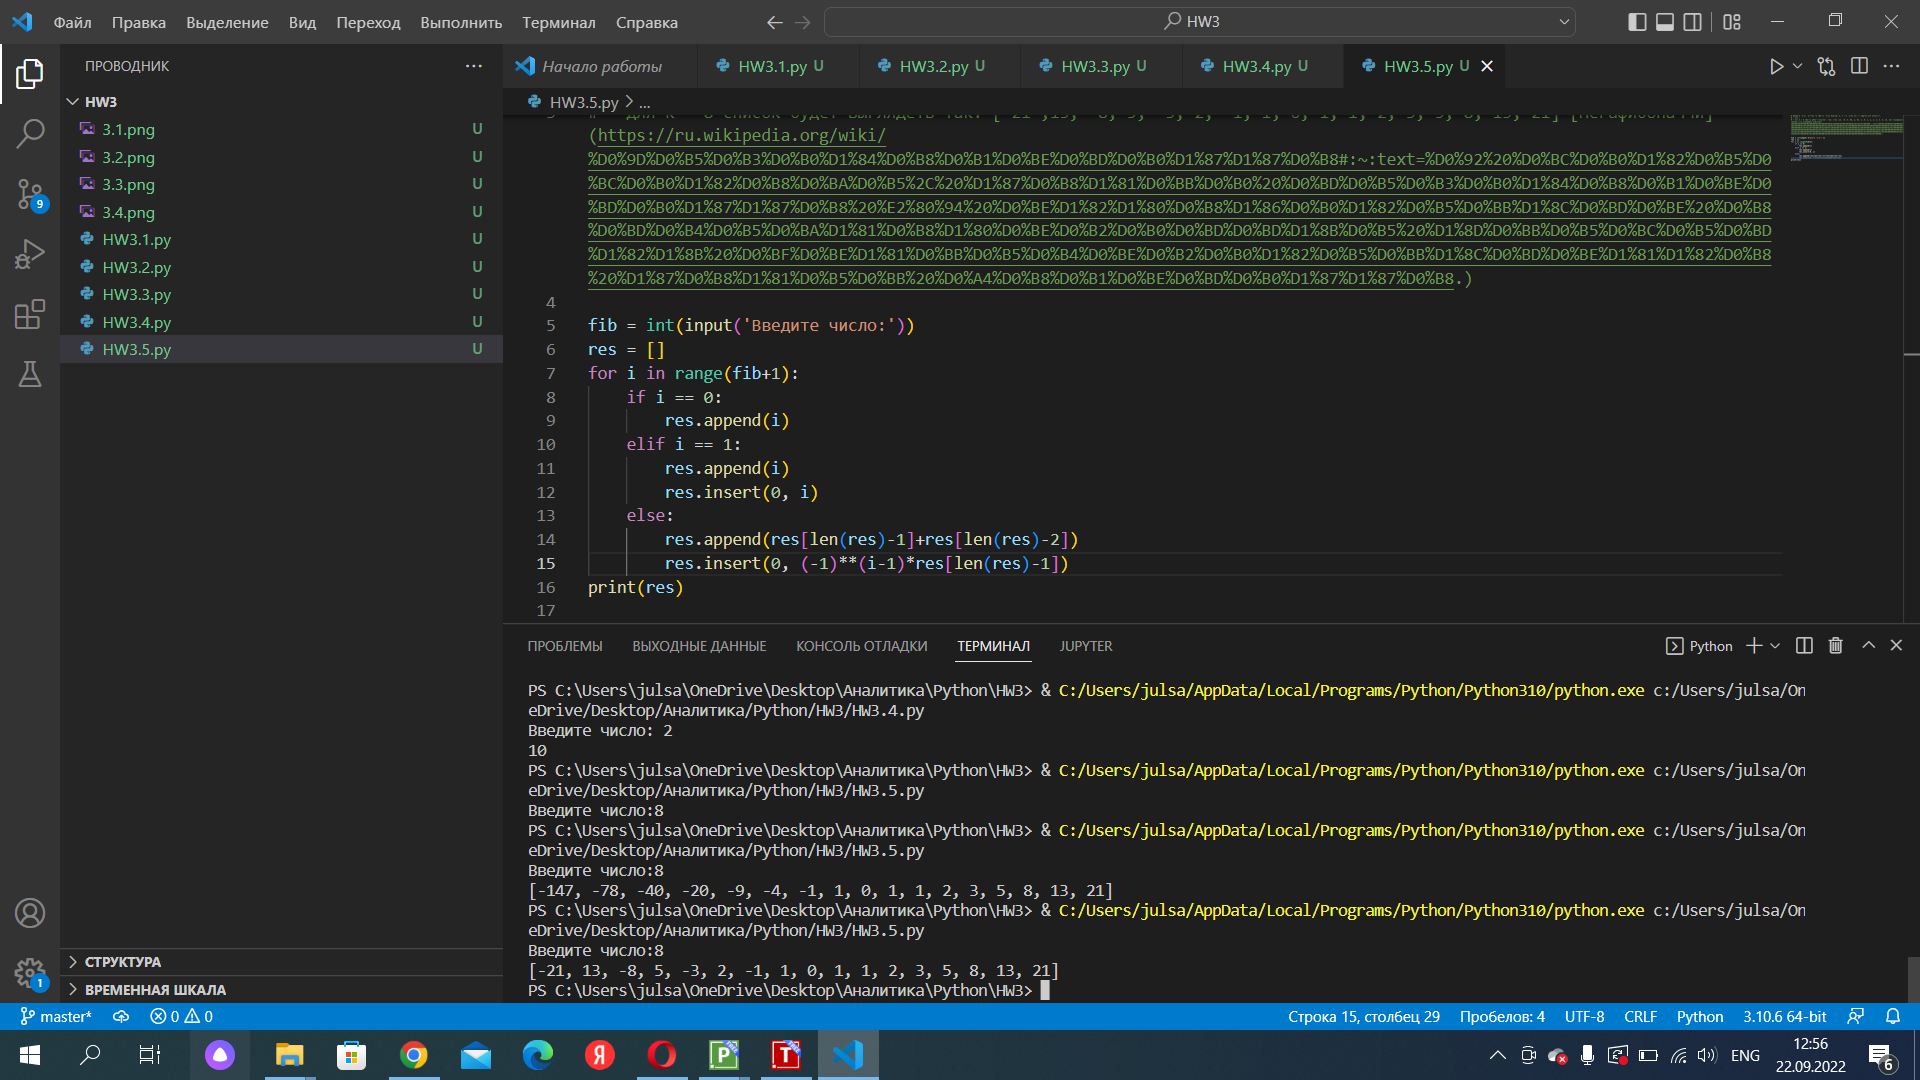 Файл Правка Выделение Вид Переход Выполнить Терминал Справка
HW3
ПРОВОДНИК
HW3
3.1.png U
3.2.png U
3.3.png U
3.4.png U
HW3.1.py U
HW3.2.py U
HW3.3.py U
HW3.4.py U
HW3.5.py U
СТРУКТУРА
ВРЕМЕННАЯ ШКАЛА
Начало работы HW3.1.py U HW3.2.py U HW3.3.py U HW3.4.py U HW3.5.py U
HW3.5.py > ...
(https://ru.wikipedia.org/wiki/
%D0%9D%D0%B5%D0%B3%D0%B0%D1%84%D0%B8%D0%B1%D0%BE%D0%BD%D0%B0%D1%87%D1%87%D0%B8#:~:text=%D0%92%20%D0%BC%D0%B0%D1%82%D0%B5%D0
%BC%D0%B0%D1%82%D0%B8%D0%BA%D0%B5%2C%20%D1%87%D0%B8%D1%81%D0%BB%D0%B0%20%D0%BD%D0%B5%D0%B3%D0%B0%D1%84%D0%B8%D0%B1%D0%BE%D0
%BD%D0%B0%D1%87%D1%87%D0%B8%20%E2%80%94%20%D0%BE%D1%82%D1%80%D0%B8%D1%86%D0%B0%D1%82%D0%B5%D0%BB%D1%8C%D0%BD%D0%BE%20%D0%B8
%D0%BD%D0%B4%D0%B5%D0%BA%D1%81%D0%B8%D1%80%D0%BE%D0%B2%D0%B0%D0%BD%D0%BD%D1%8B%D0%B5%20%D1%8D%D0%BB%D0%B5%D0%BC%D0%B5%D0%BD
%D1%82%D1%8B%20%D0%BF%D0%BE%D1%81%D0%BB%D0%B5%D0%B4%D0%BE%D0%B2%D0%B0%D1%82%D0%B5%D0%BB%D1%8C%D0%BD%D0%BE%D1%81%D1%82%D0%B8
%20%D1%87%D0%B8%D1%81%D0%B5%D0%BB%20%D0%A4%D0%B8%D0%B1%D0%BE%D0%BD%D0%B0%D1%87%D1%87%D0%B8.)
4
5 fib = int(input('Введите число:'))
6 res = []
7 for i in range(fib+1):
8 if i == 0:
9 res.append(i)
10 elif i == 1:
11 res.append(i)
12 res.insert(0, i)
13 else:
14 res.append(res[len(res)-1]+res[len(res)-2])
15 res.insert(0, (-1)**(i-1)*res[len(res)-1])
16 print(res)
17
ПРОБЛЕМЫ ВЫХОДНЫЕ ДАННЫЕ КОНСОЛЬ ОТЛАДКИ ТЕРМИНАЛ JUPYTER
Python
PS C:\Users\julsa\OneDrive\Desktop\Аналитика\Python\HW3> & C:/Users/julsa/AppData/Local/Programs/Python/Python310/python.exe c:/Users/julsa/On
eDrive/Desktop/Аналитика/Python/HW3/HW3.4.py
Введите число: 2
10
PS C:\Users\julsa\OneDrive\Desktop\Аналитика\Python\HW3> & C:/Users/julsa/AppData/Local/Programs/Python/Python310/python.exe c:/Users/julsa/On
eDrive/Desktop/Аналитика/Python/HW3/HW3.5.py
Введите число:8
PS C:\Users\julsa\OneDrive\Desktop\Аналитика\Python\HW3> & C:/Users/julsa/AppData/Local/Programs/Python/Python310/python.exe c:/Users/julsa/On
eDrive/Desktop/Аналитика/Python/HW3/HW3.5.py
Введите число:8
[-147, -78, -40, -20, -9, -4, -1, 1, 0, 1, 1, 2, 3, 5, 8, 13, 21]
PS C:\Users\julsa\OneDrive\Desktop\Аналитика\Python\HW3> & C:/Users/julsa/AppData/Local/Programs/Python/Python310/python.exe c:/Users/julsa/On
eDrive/Desktop/Аналитика/Python/HW3/HW3.5.py
Введите число:8
[-21, 13, -8, 5, -3, 2, -1, 1, 0, 1, 1, 2, 3, 5, 8, 13, 21]
PS C:\Users\julsa\OneDrive\Desktop\Аналитика\Python\HW3>
9
1
master* 0 0 Строка 15, столбец 29 Пробелов: 4 UTF-8 CRLF Python 3.10.6 64-bit
ENG 12:56
22.09.2022
6